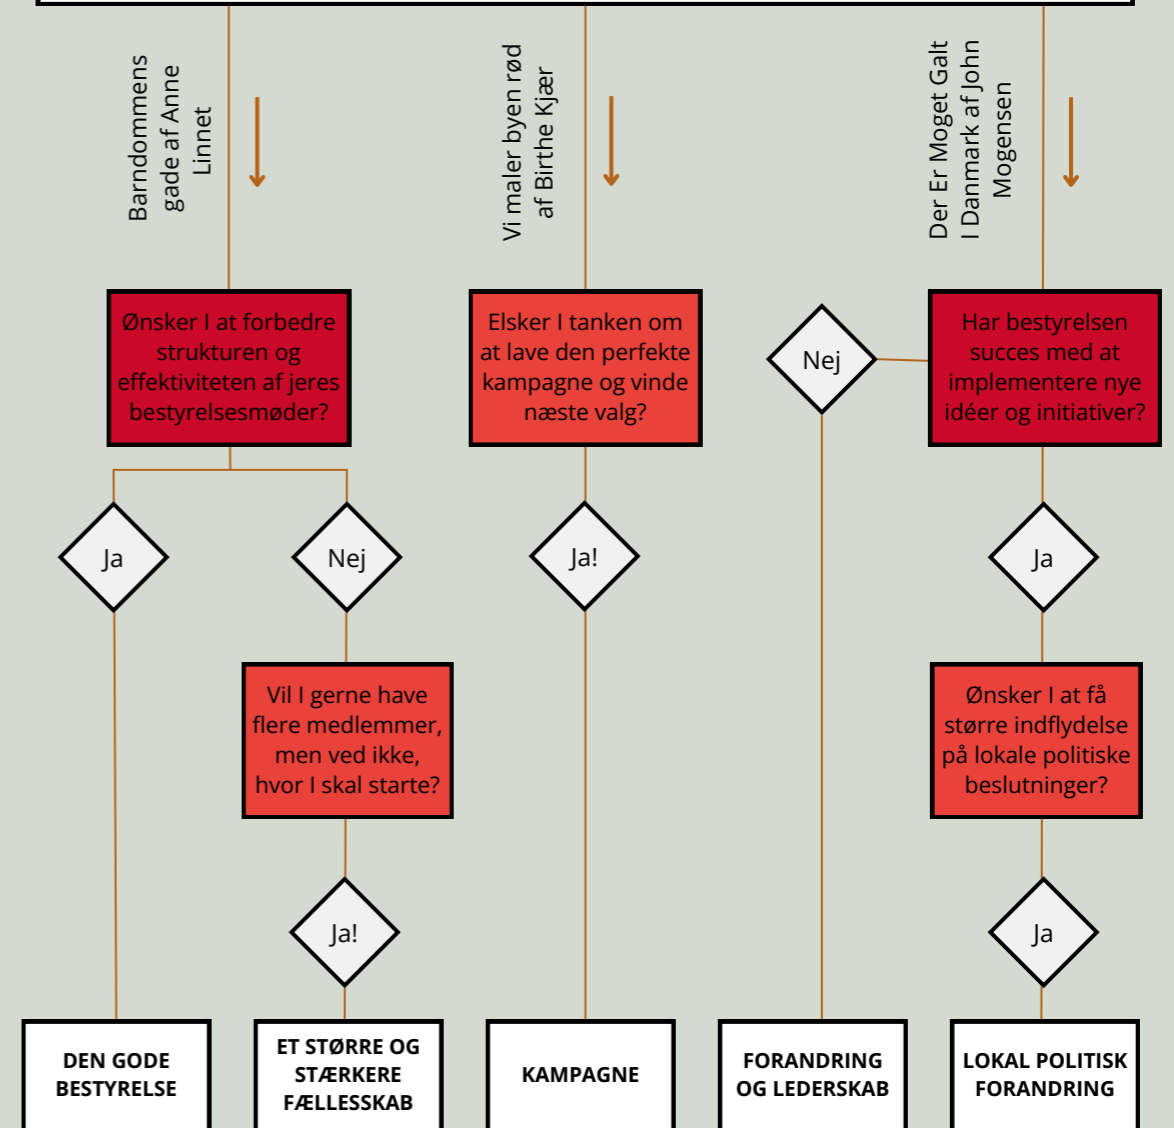 Barndommens
gade af Anne
Linnet
Vi maler byen rød
af Birthe Kjær
Der Er Moget Galt
I Danmark af John
Mogensen
Ønsker I at forbedre
strukturen og
effektiviteten af jeres
bestyrelsesmøder?
Elsker I tanken om
at lave den perfekte
kampagne og vinde
næste valg?
Nej
Har bestyrelsen
succes med at
implementere nye
idéer og initiativer?
Ja
Nej
Ja!
Ja
Vil I gerne have
flere medlemmer,
men ved ikke,
hvor I skal starte?
Ønsker I at få
større indflydelse
på lokale politiske
beslutninger?
Ja!
Ja
DEN GODE
BESTYRELSE
ET STØRRE OG
STÆRKERE
FÆLLESSKAB
KAMPAGNE
FORANDRING
OG LEDERSKAB
LOKAL POLITISK
FORANDRING